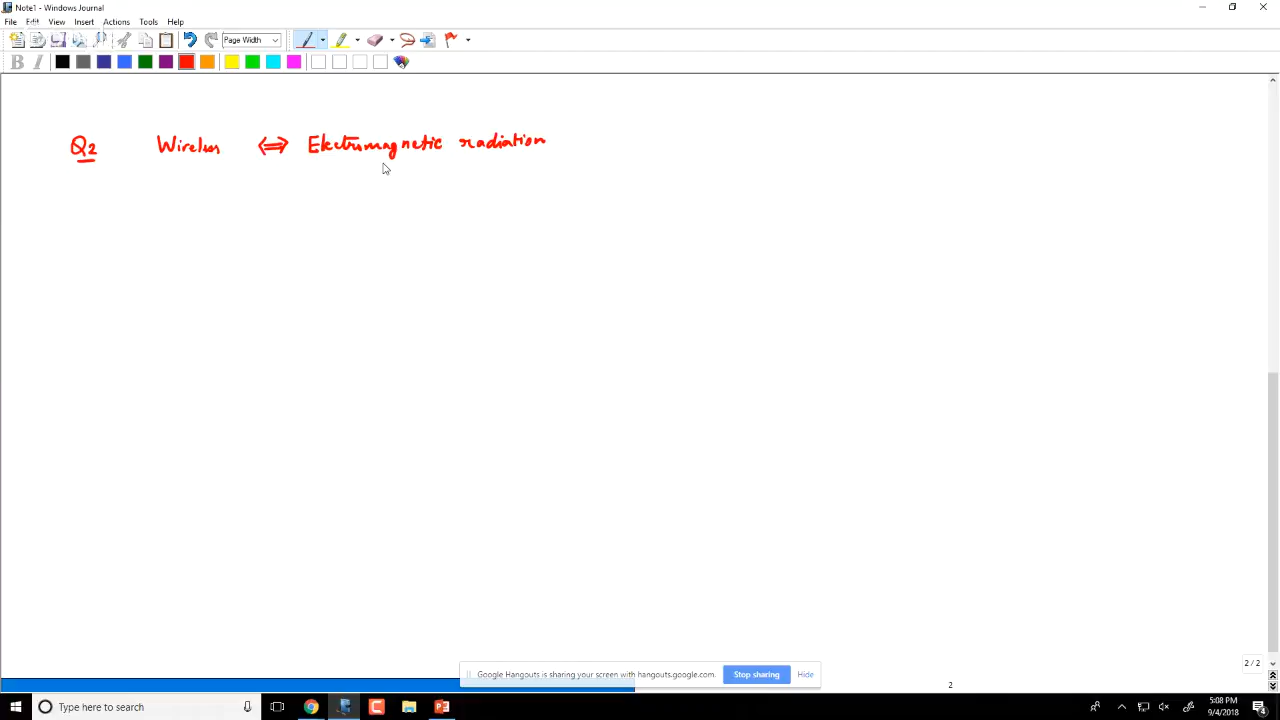 Note1 - Windows Journal
File Edit View Insert Actions Tools Help
Page Width
B I
Q2 Wireless ⟺ Electromagnetic radiation
2 / 2
Google Hangouts is sharing your screen with hangouts.google.com. Stop sharing Hide
2
Type here to search
5:08 PM
9/4/2018
4